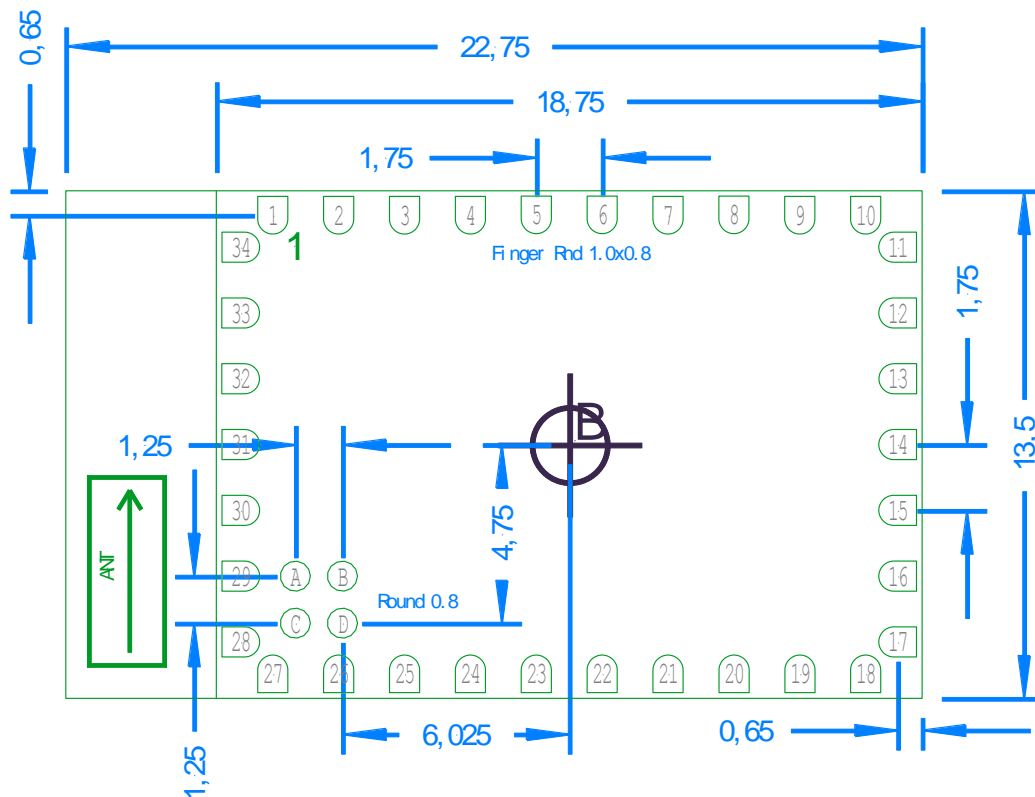 0,65
22,75
18,75
1,75
1 2 3 4 5 6 7 8 9 10
34 1 11
Finger Rnd 1.0x0.8
33 12
1,75
32 13
B
1,25 31 14
13,5
30 15
4,75
ANT
29 A B 16
Round 0.8
28 C D 17
27 26 25 24 23 22 21 20 19 18
1,25
6,025
0,65